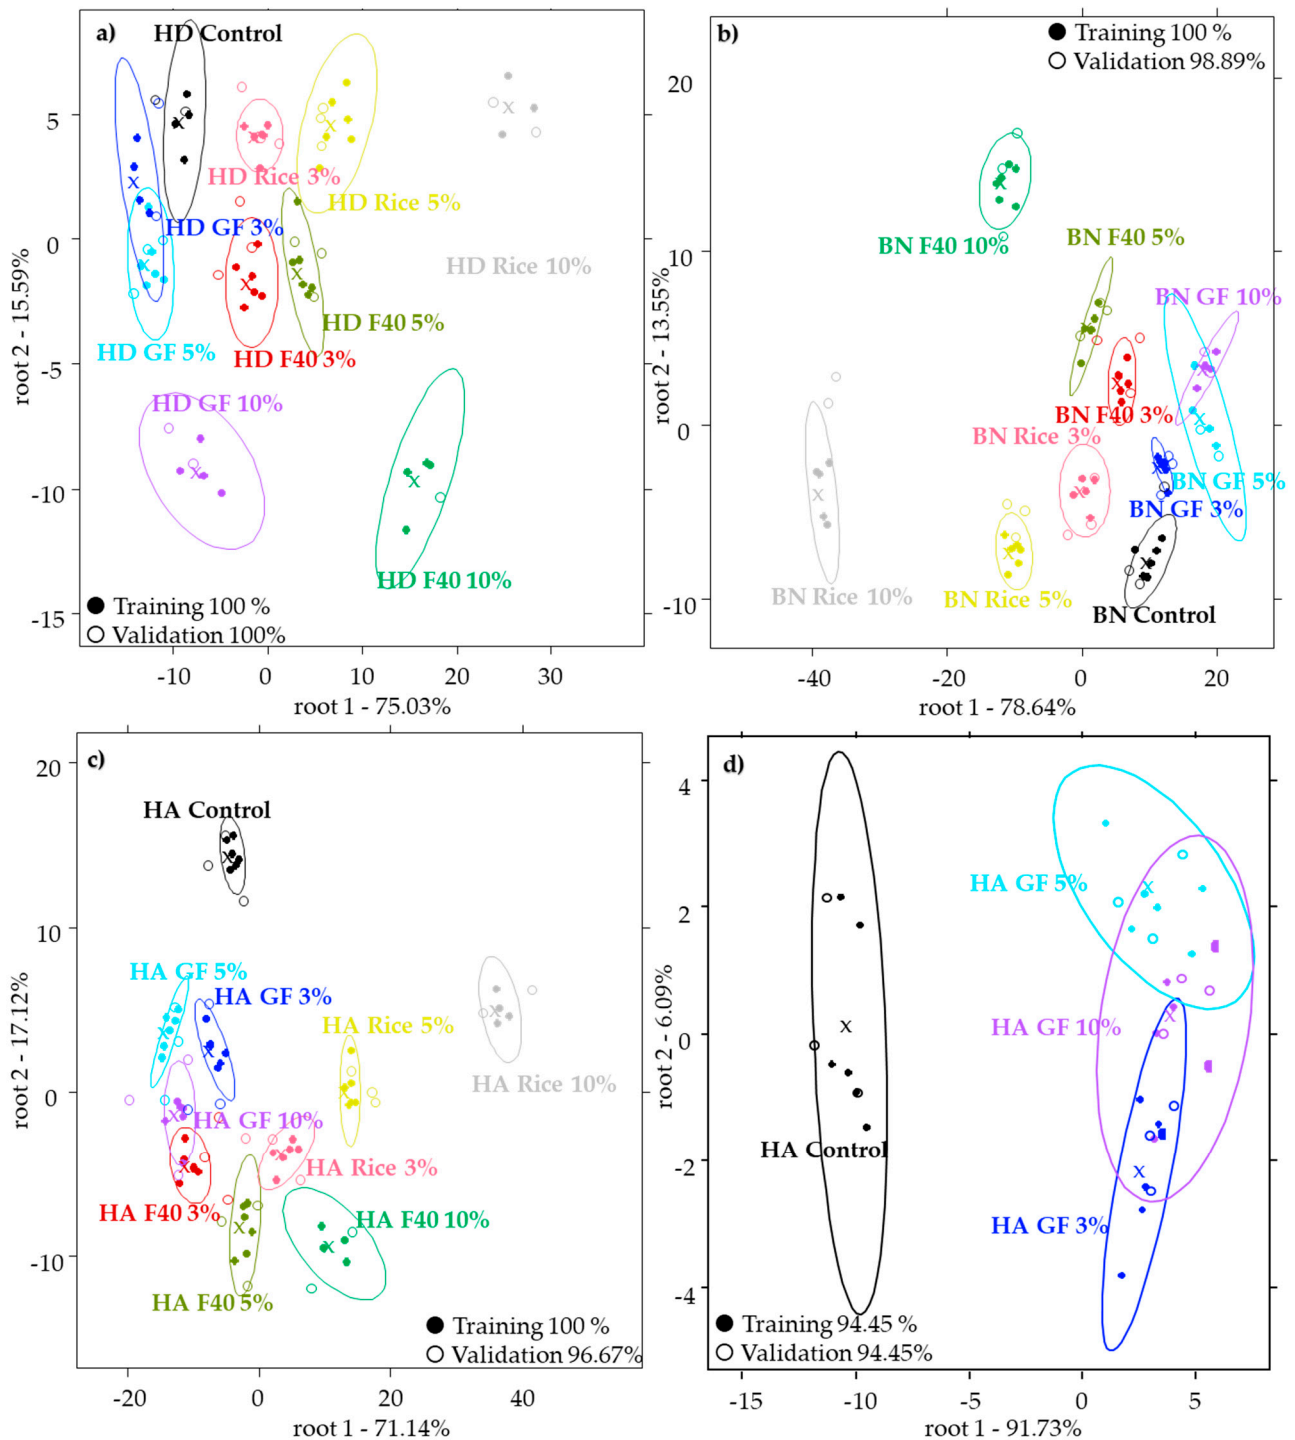 a)
HD Control
HD Rice 3%
HD Rice 5%
HD GF 3%
HD Rice 10%
HD F40 5%
HD GF 5%
HD F40 3%
HD GF 10%
HD F40 10%
Training 100 %
Validation 100%
5
0
-5
-10
-15
root 2 - 15.59%
-10
0
10
20
30
root 1 - 75.03%
b)
Training 100 %
Validation 98.89%
BN F40 10%
BN F40 5%
BN GF 10%
BN F40 3%
BN Rice 3%
BN GF 5%
BN GF 3%
BN Rice 10%
BN Rice 5%
BN Control
20
10
0
-10
root 2 - 13.55%
-40
-20
0
20
root 1 - 78.64%
c)
HA Control
HA GF 5%
HA GF 3%
HA Rice 5%
HA Rice 10%
HA GF 10%
HA Rice 3%
HA F40 3%
HA F40 10%
HA F40 5%
Training 100 %
Validation 96.67%
20
10
0
-10
root 2 - 17.12%
-20
0
20
40
root 1 - 71.14%
d)
HA GF 5%
HA GF 10%
HA Control
HA GF 3%
Training 94.45 %
Validation 94.45%
4
2
0
-2
-4
root 2 - 6.09%
-15
-10
-5
0
5
root 1 - 91.73%